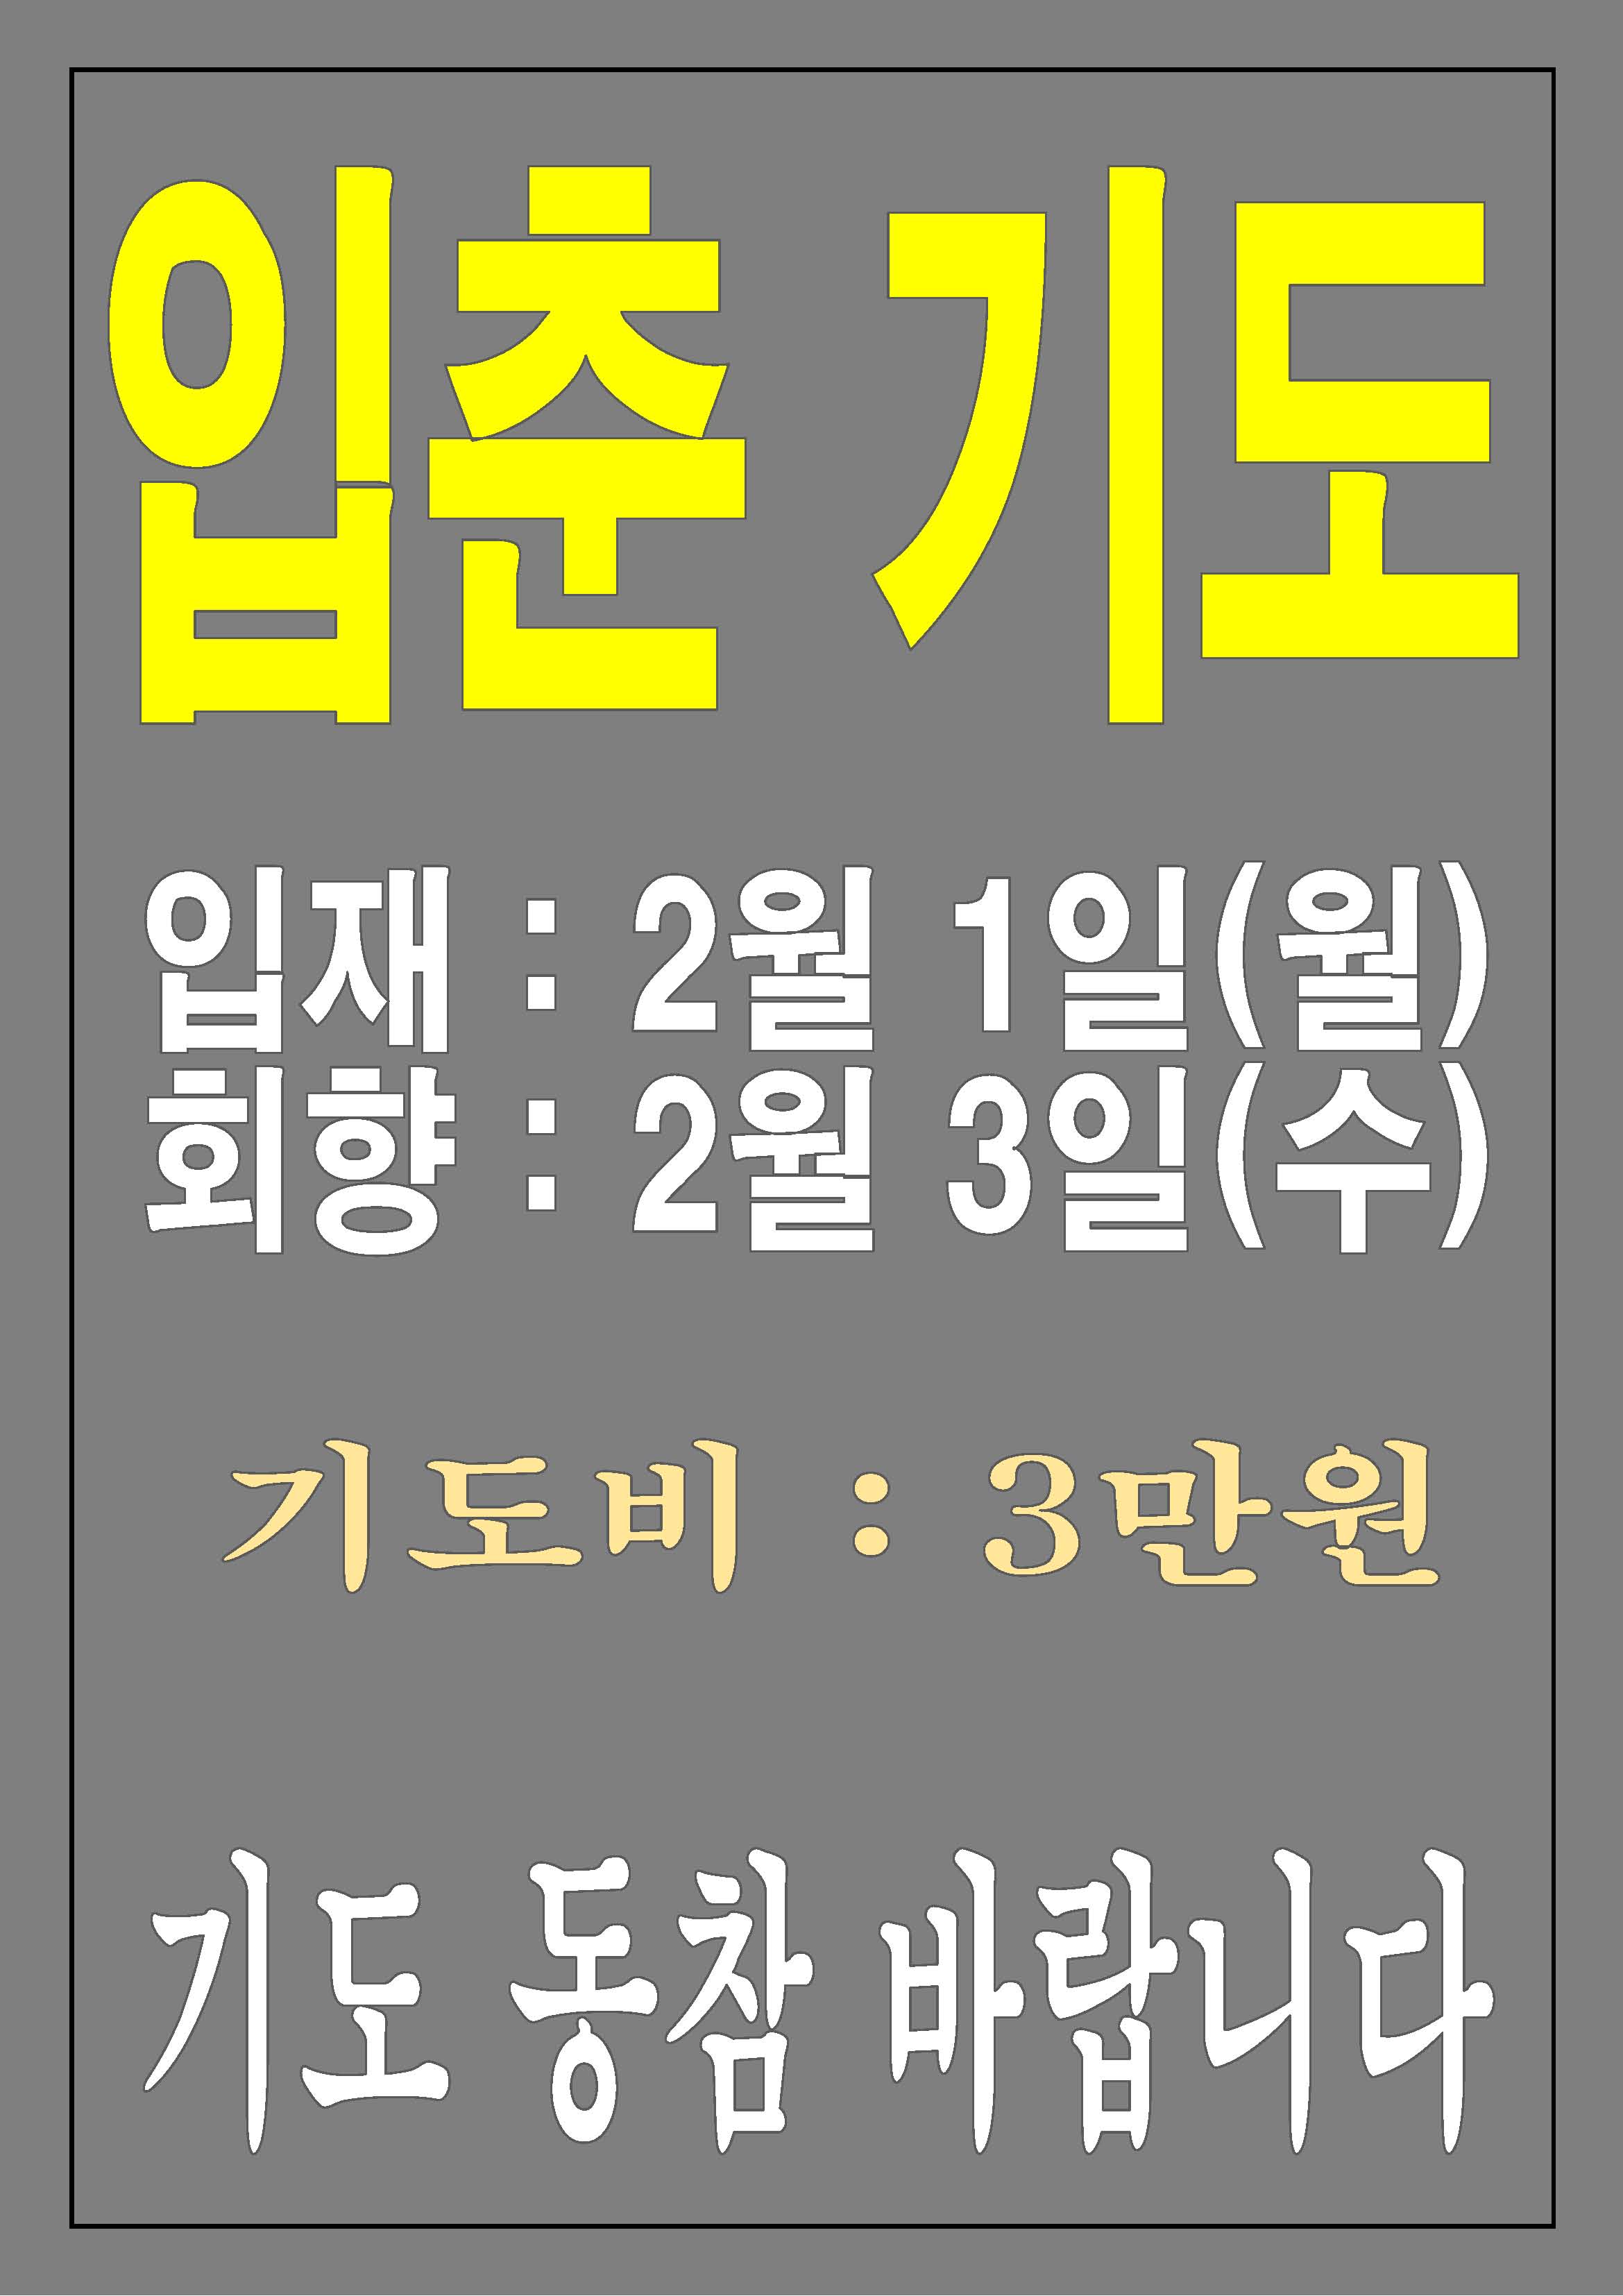 입춘 기도
입재 : 2월 1일(월)
회향 : 2월 3일(수)
기도비 : 3만원
기도 동참 바랍니다